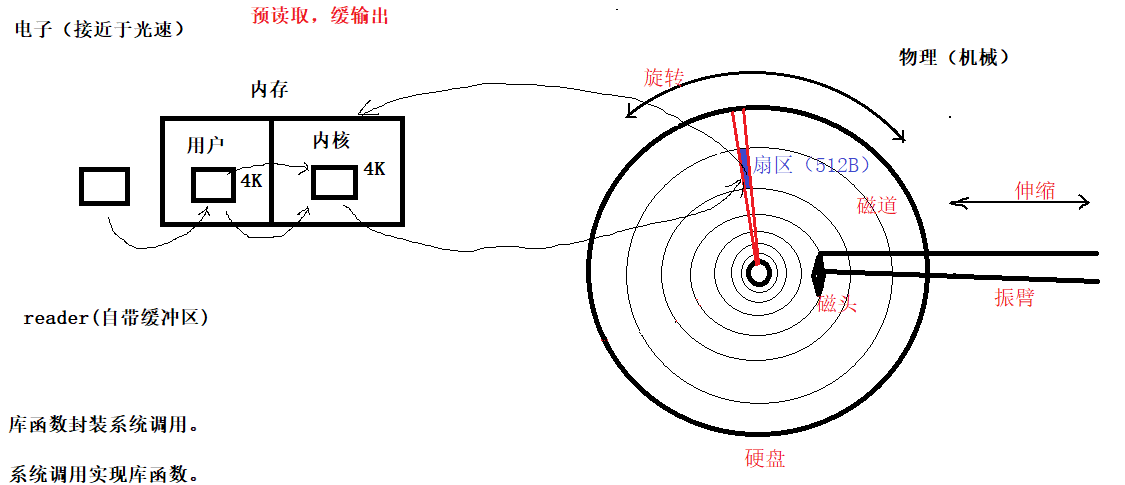 预读取，缓输出
电子（接近于光速）
物理（机械）
内存
旋转
用户
内核
4K
4K
扇区（512B）
磁道
伸缩
磁头
振臂
reader(自带缓冲区)
库函数封装系统调用。
硬盘
系统调用实现库函数。